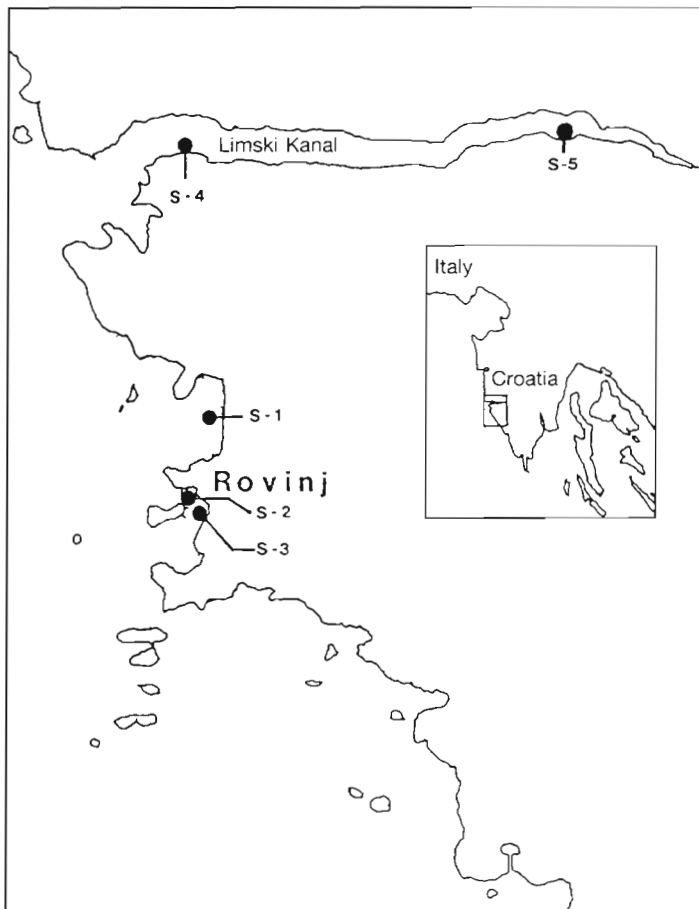 Limski Kanal
S-5
S-4
Italy
Croatia
S-1
Rovinj
S-2
S-3